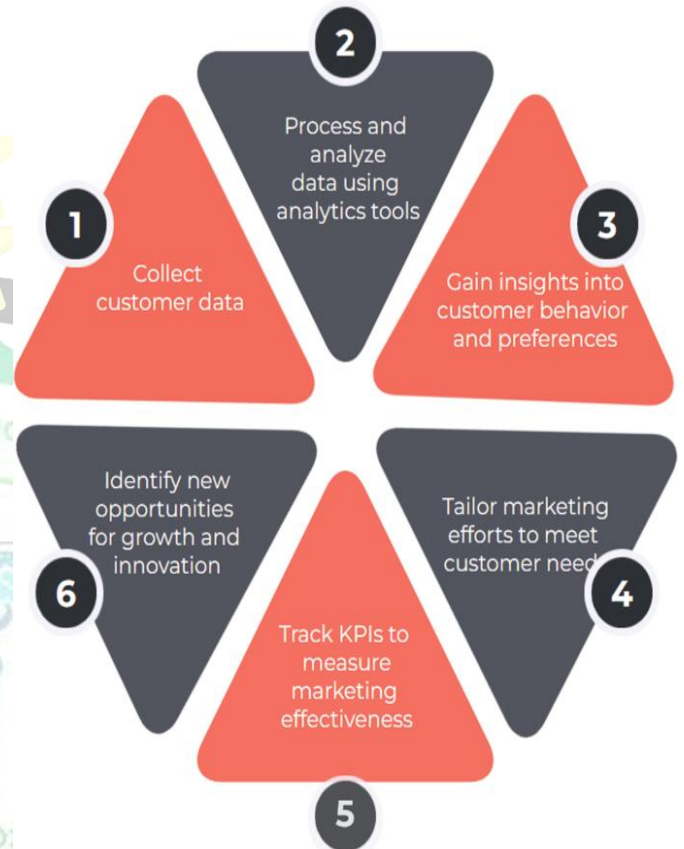 1
Collect
customer data
2
Process and
analyze
data using
analytics tools
3
Gain insights into
customer behavior
and preferences
4
Tailor marketing
efforts to meet
customer need
5
Track KPIs to
measure
marketing
effectiveness
6
Identify new
opportunities
for growth and
innovation